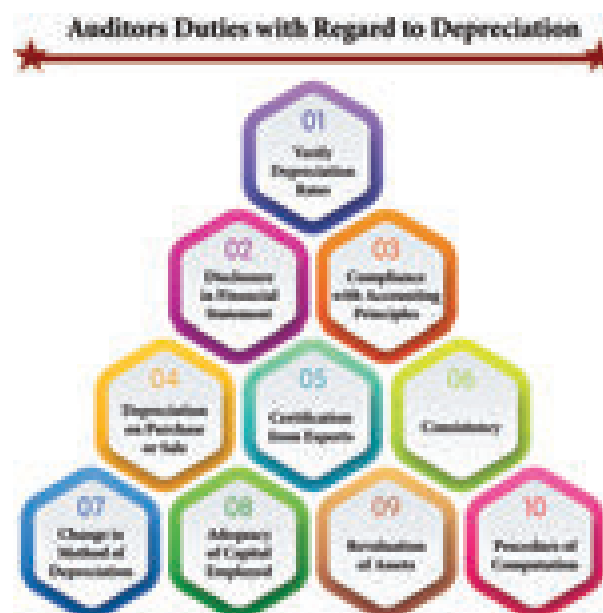 Auditors Duties with Regard to Depreciation
01
Verify
Depreciation
Rates
02
Disclosure
in Financial
Statement
03
Compliance
with Accounting
Principles
04
Depreciation
on Purchase
or Sale
05
Certification
from Experts
06
Consistency
07
Change in
Method of
Depreciation
08
Adequacy
of Capital
Employed
09
Revaluation
of Assets
10
Procedure of
Computation